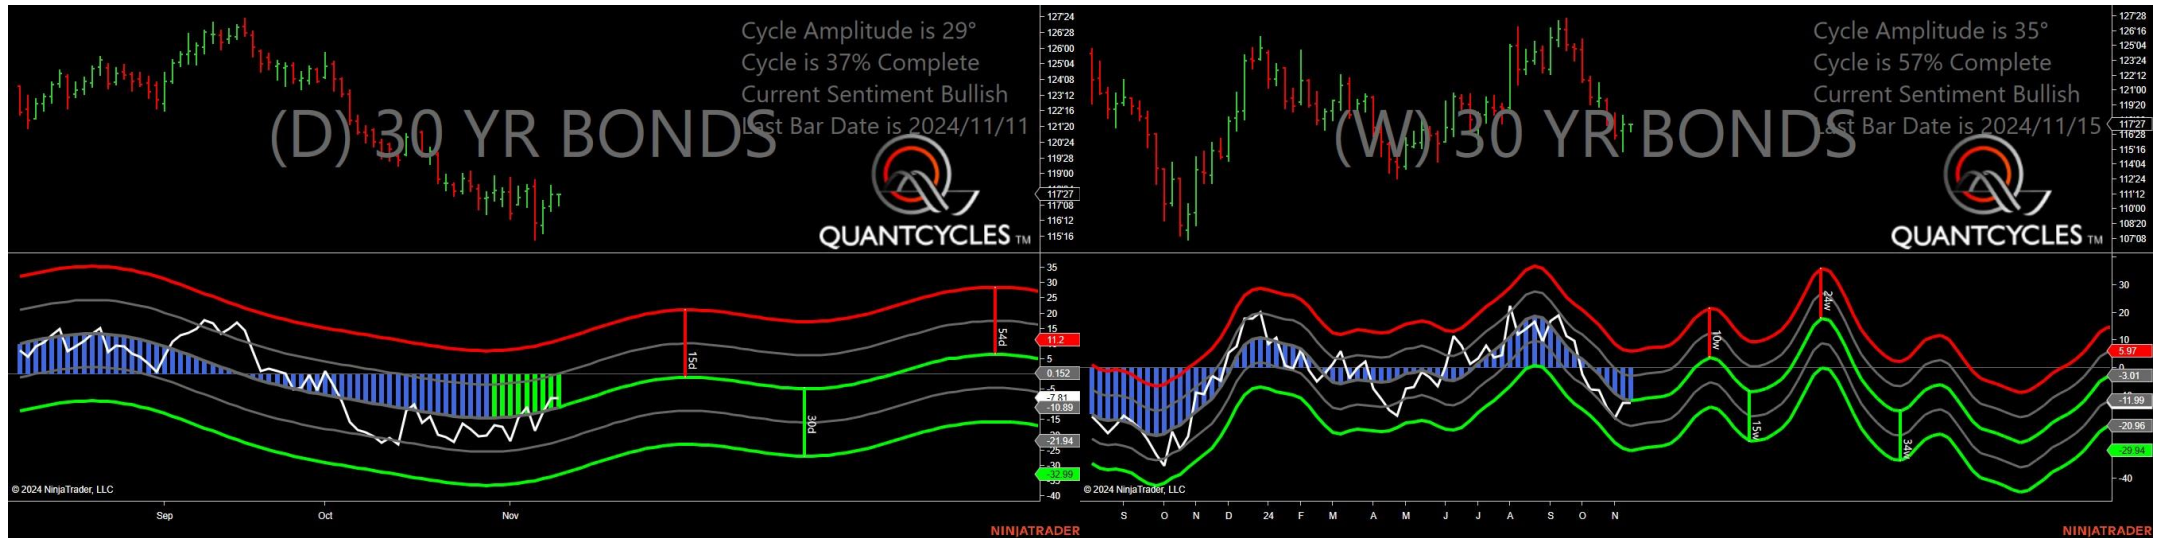 Cycle Amplitude is 29°
Cycle is 37% Complete
Current Sentiment Bullish
Last Bar Date is 2024/11/11
(D) 30 YR BONDS
QUANTCYCLES TM
127'24
126'28
126'00
125'04
124'08
123'12
122'16
121'20
120'24
119'28
119'00
117'27
117'08
116'12
115'16
35
30
25
20
15
11.2
5
0.152
-5
-7.81
-10.89
-15
-21.94
-25
-30
-32.99
-40
15d
30d
54d
© 2024 NinjaTrader, LLC
Sep Oct Nov
NINJATRADER
Cycle Amplitude is 35°
Cycle is 57% Complete
Current Sentiment Bullish
Last Bar Date is 2024/11/15
(W) 30 YR BONDS
QUANTCYCLES TM
127'28
126'16
125'04
123'24
122'12
121'00
119'20
117'27
116'28
115'16
114'04
112'24
111'12
110'00
108'20
107'08
30
20
10
5.97
0
-3.01
-11.99
-20.96
-29.94
-40
10w
15w
24w
34w
© 2024 NinjaTrader, LLC
S O N D 24 F M A M J J A S O N
NINJATRADER